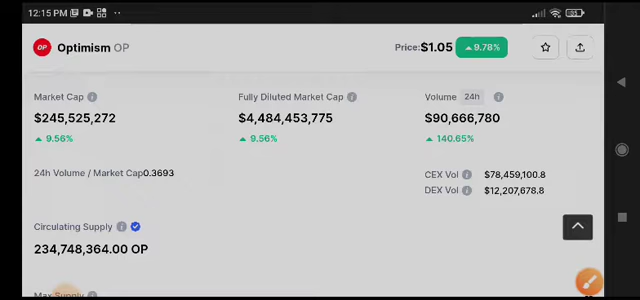 12:15 PM
OP Optimism OP Price: $1.05 9.78%
Market Cap Fully Diluted Market Cap Volume 24h
$245,525,272 $4,484,453,775 $90,666,780
9.56% 9.56% 140.65%
24h Volume / Market Cap0.3693 CEX Vol $78,459,100.8
DEX Vol $12,207,678.8
Circulating Supply
234,748,364.00 OP
Max Supply